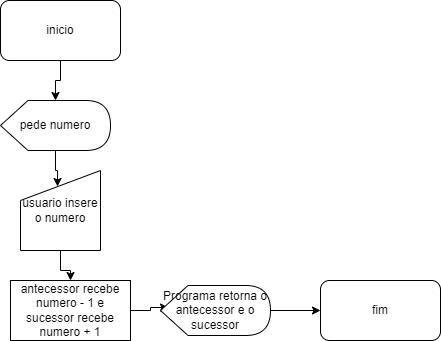 inicio
pede numero
usuario insere
o numero
antecessor recebe
numero - 1 e
sucessor recebe
numero + 1
Programa retorna o
antecessor e o
sucessor
fim